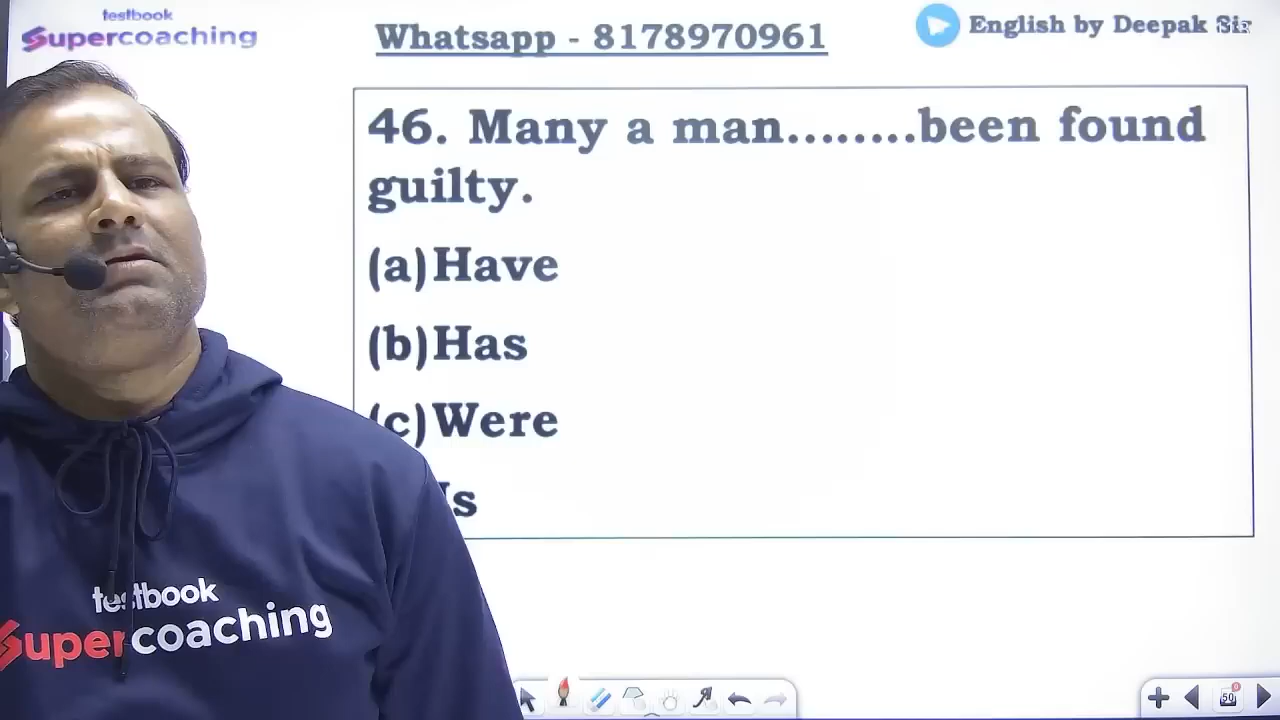 testbook
Supercoaching
Whatsapp - 8178970961
English by Deepak Sir
46. Many a man........been found
guilty.
(a)Have
(b)Has
(c)Were
Is
testbook
Supercoaching